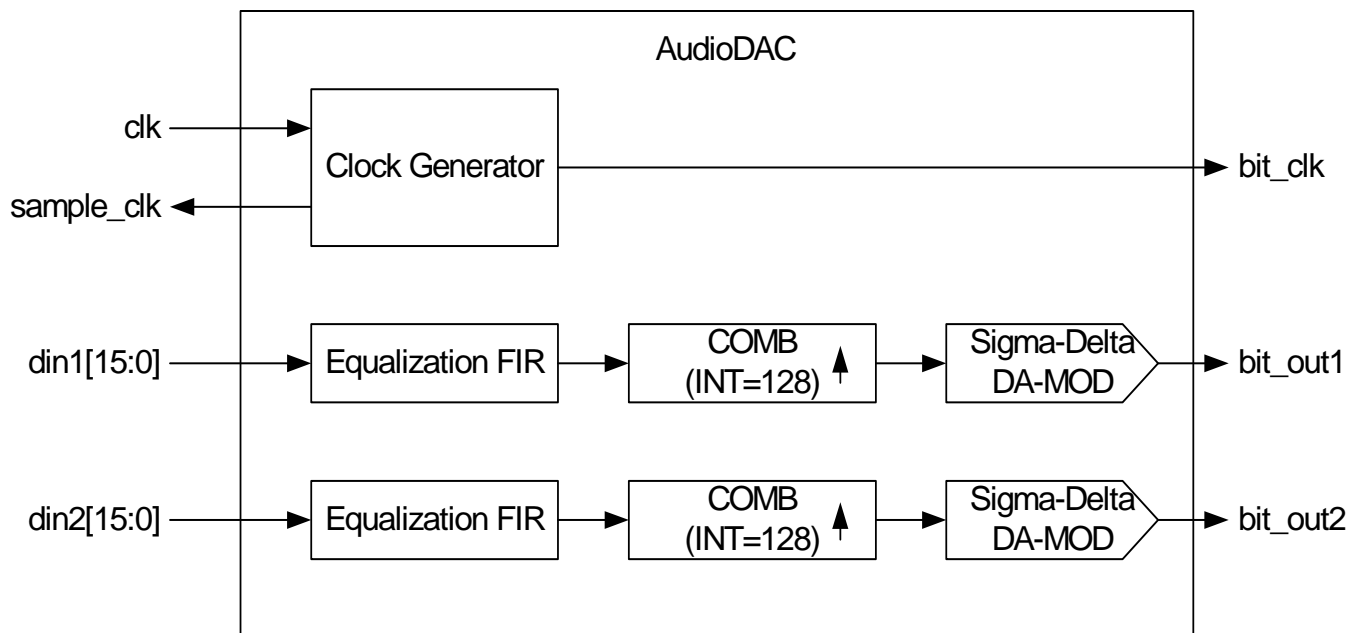 AudioDAC
clk
Clock Generator
bit_clk
sample_clk
din1[15:0]
Equalization FIR
COMB
(INT=128)
Sigma-Delta
DA-MOD
bit_out1
din2[15:0]
Equalization FIR
COMB
(INT=128)
Sigma-Delta
DA-MOD
bit_out2